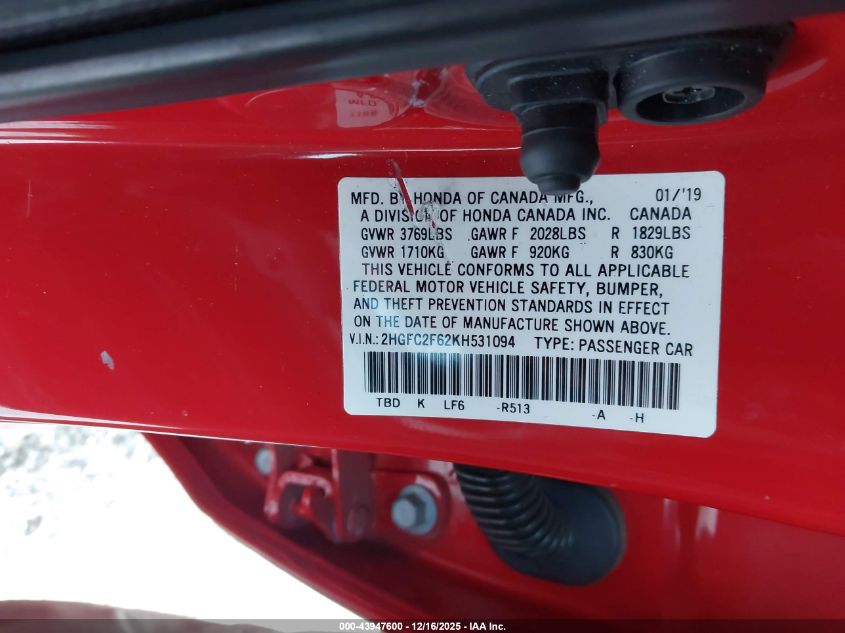 MFD. BY HONDA OF CANADA MFG., 01/'19
A DIVISION OF HONDA CANADA INC. CANADA
GVWR 3769LBS GAWR F 2028LBS R 1829LBS
GVWR 1710KG GAWR F 920KG R 830KG
THIS VEHICLE CONFORMS TO ALL APPLICABLE
FEDERAL MOTOR VEHICLE SAFETY, BUMPER,
AND THEFT PREVENTION STANDARDS IN EFFECT
ON THE DATE OF MANUFACTURE SHOWN ABOVE.
V.I.N.: 2HGFC2F62KH531094 TYPE: PASSENGER CAR
TBD K LF6 -R513 -A -H
000-43947600 - 12/16/2025 - IAA Inc.